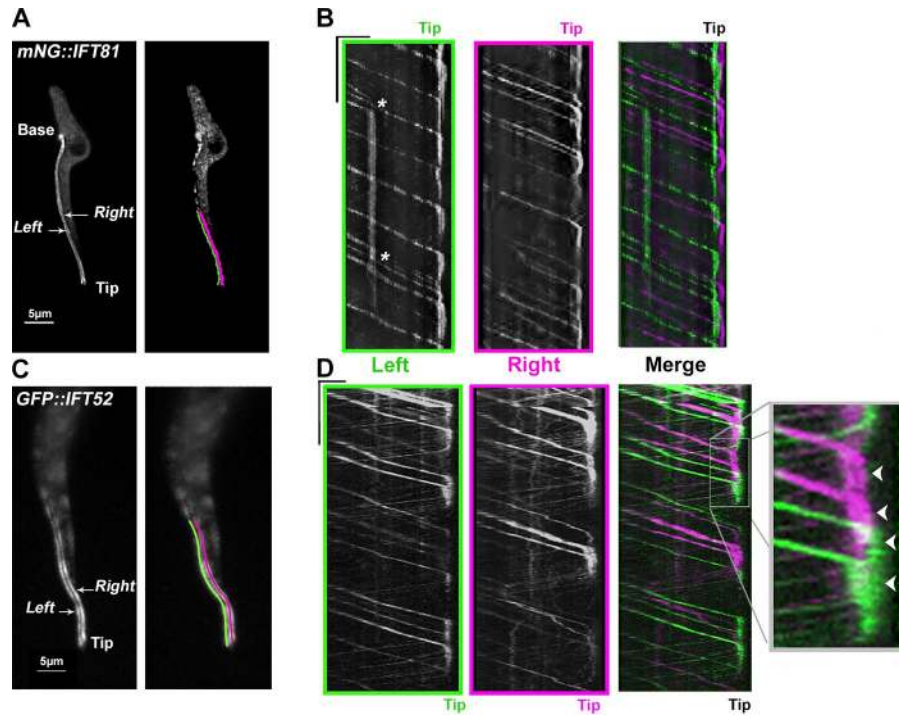 A
mNG::IFT81
Base
Right
Left
Tip
5µm
B
Tip
Tip
Tip
*
*
C
GFP::IFT52
Right
Left
Tip
5µm
D
Left
Right
Merge
Tip
Tip
Tip